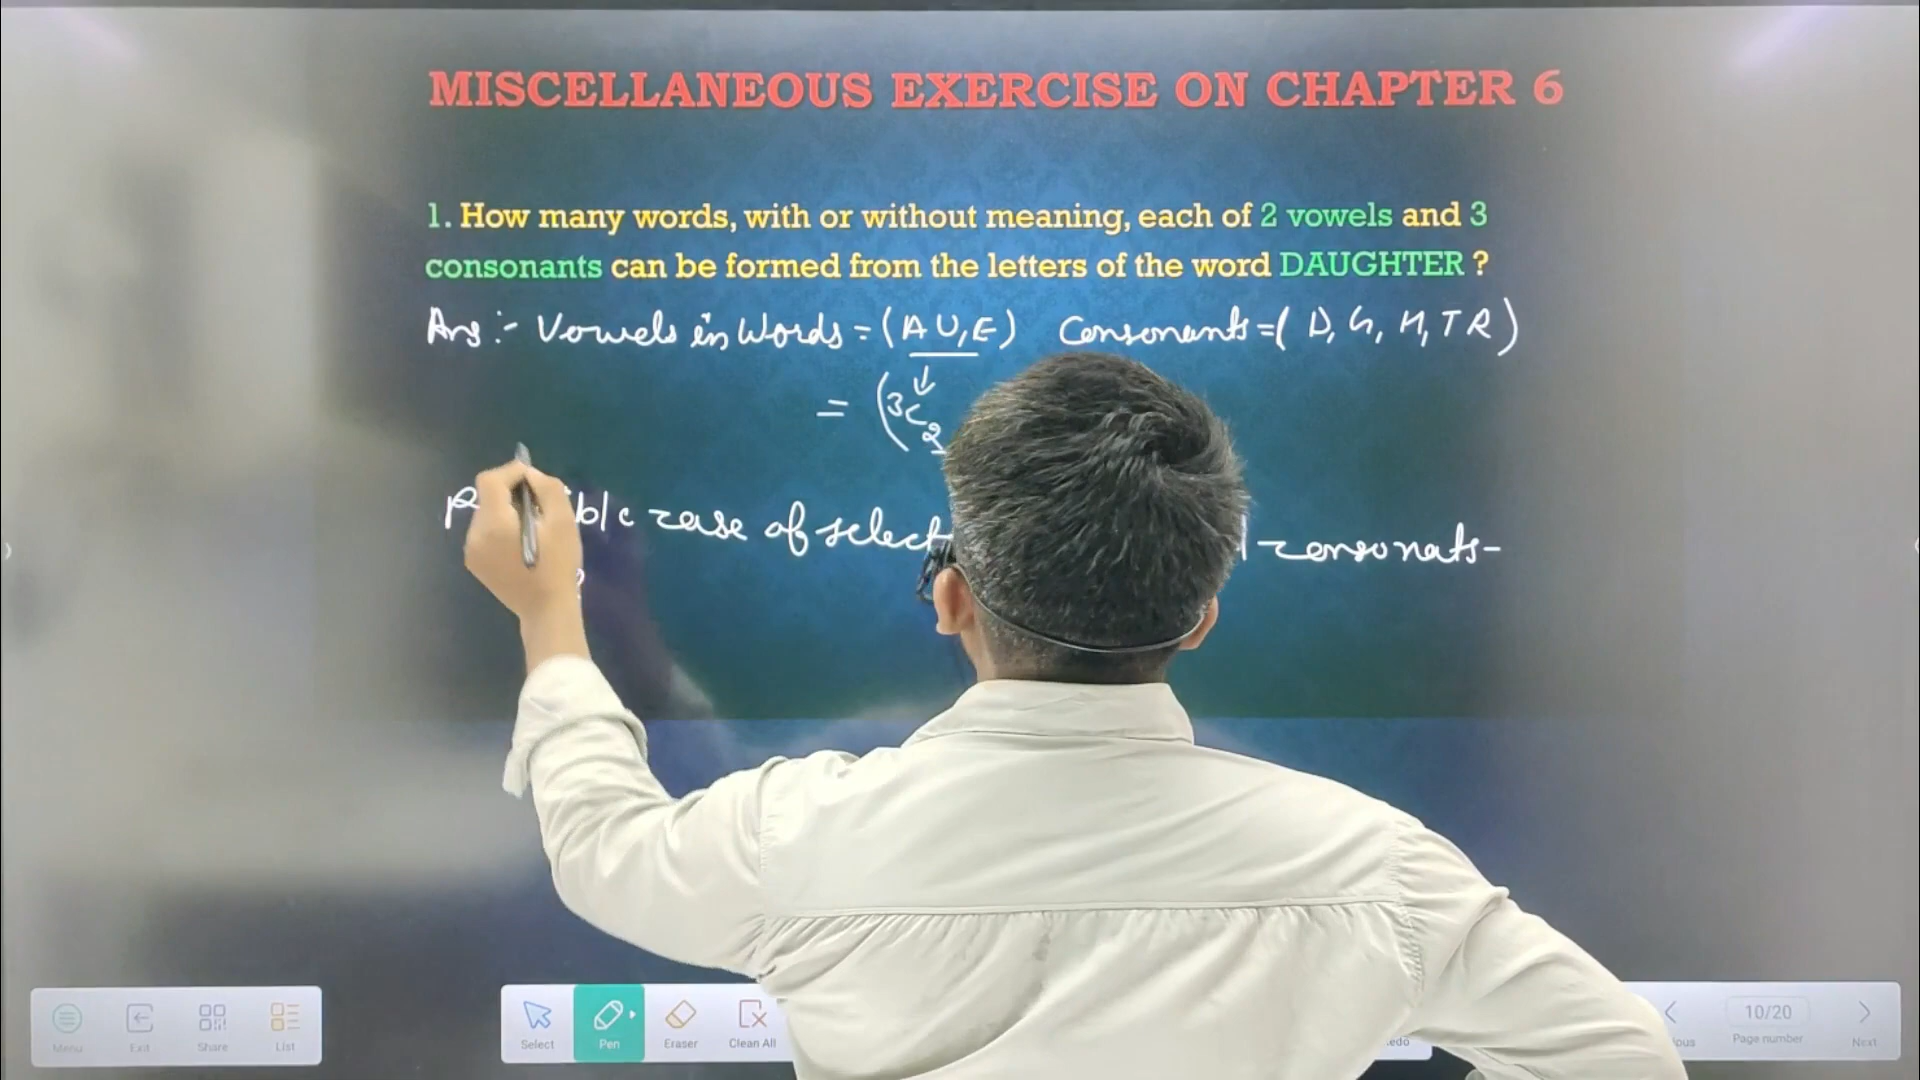 MISCELLANEOUS EXERCISE ON CHAPTER 6
1. How many words, with or without meaning, each of 2 vowels and 3
consonants can be formed from the letters of the word DAUGHTER ?
Ans :- Vowels in Words = (A U, E) Consonants = ( D, G, H, T R )
= (3C2
case of select consonats-
Menu Exit Share List Select Pen Eraser Clean All 10/20 Page number Next